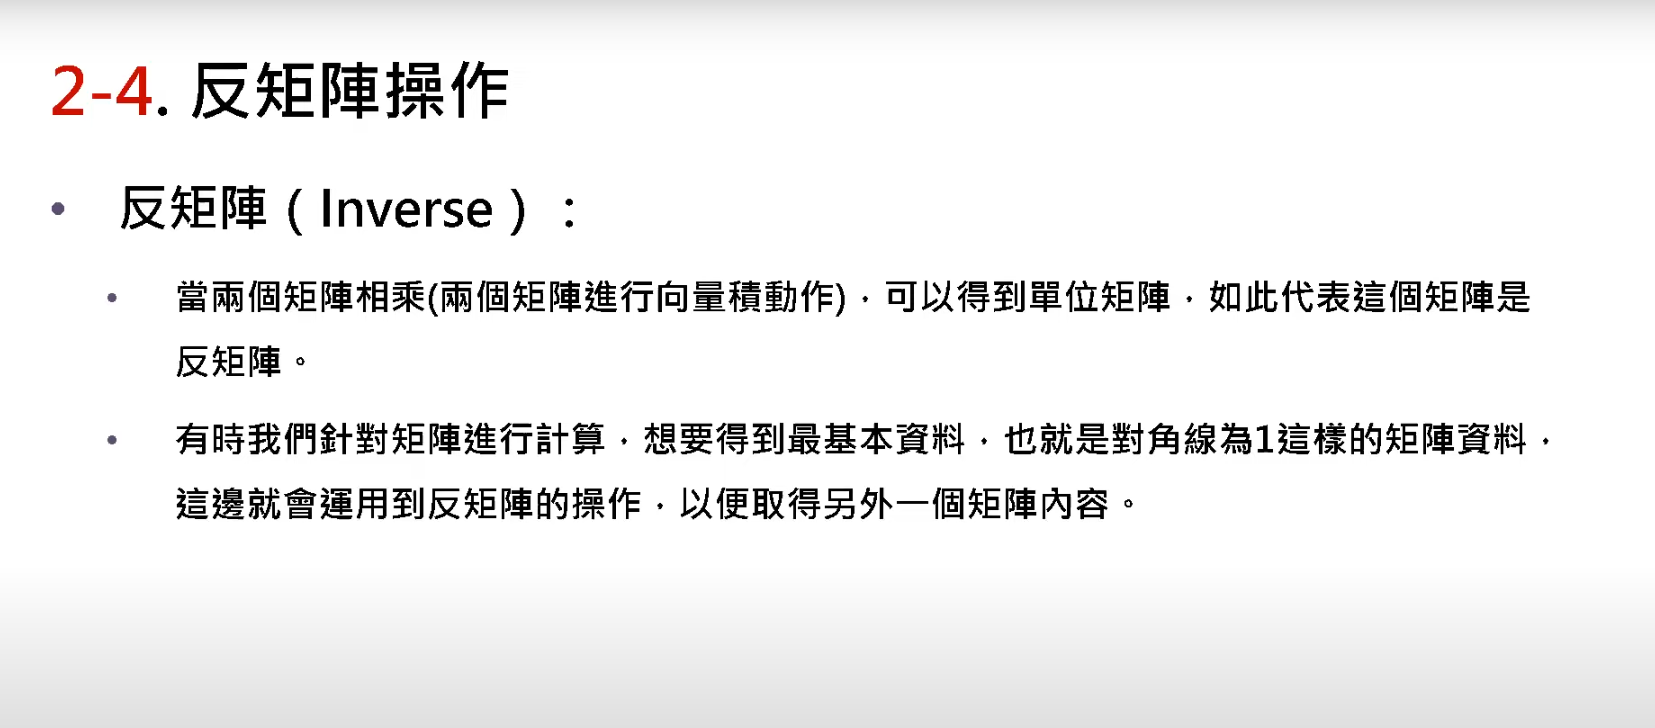 2-4. 反矩陣操作
• 反矩陣（Inverse）：
• 當兩個矩陣相乘(兩個矩陣進行向量積動作)，可以得到單位矩陣，如此代表這個矩陣是
反矩陣。
• 有時我們針對矩陣進行計算，想要得到最基本資料，也就是對角線為1這樣的矩陣資料，
這邊就會運用到反矩陣的操作，以便取得另外一個矩陣內容。